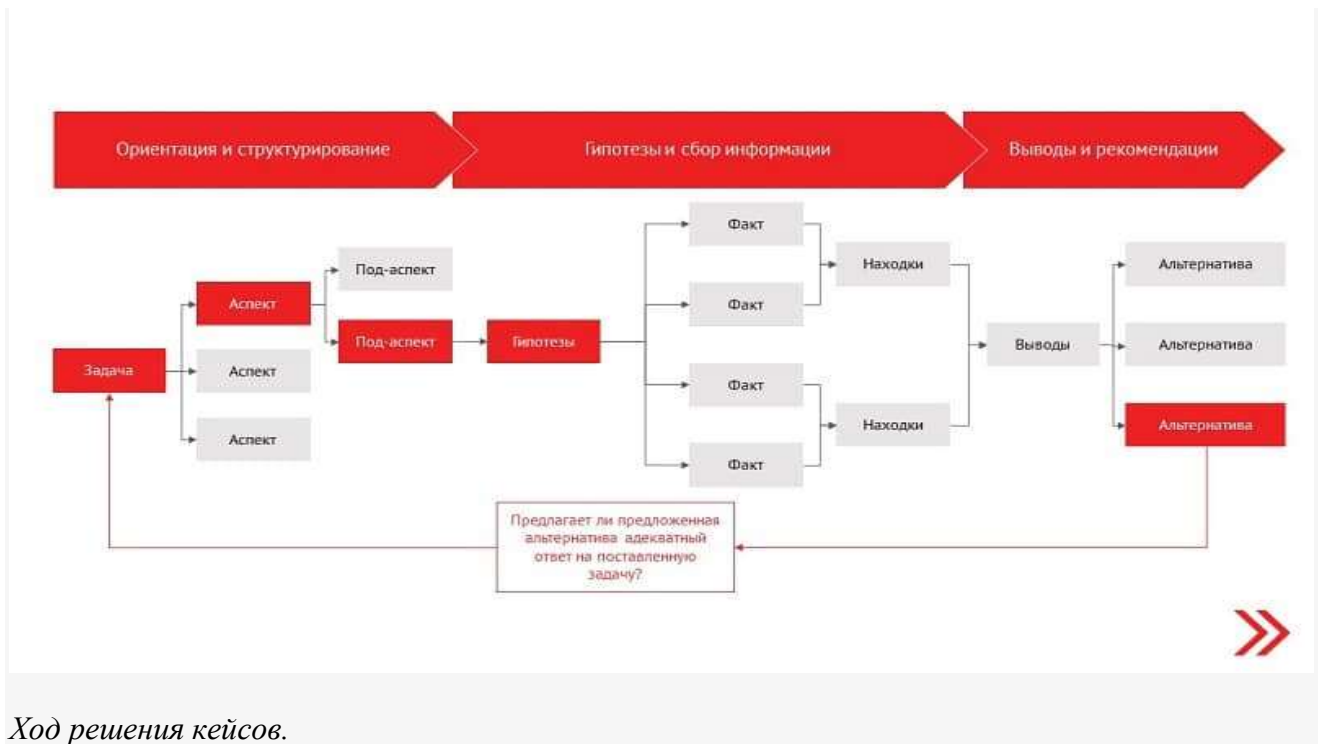 Ориентация и структурирование
Гипотезы и сбор информации
Выводы и рекомендации
Задача
Аспект
Аспект
Аспект
Под-аспект
Под-аспект
Гипотезы
Факт
Факт
Факт
Факт
Находки
Находки
Выводы
Альтернатива
Альтернатива
Альтернатива
Предлагает ли предложенная
альтернатива адекватный
ответ на поставленную
задачу?
Ход решения кейсов.